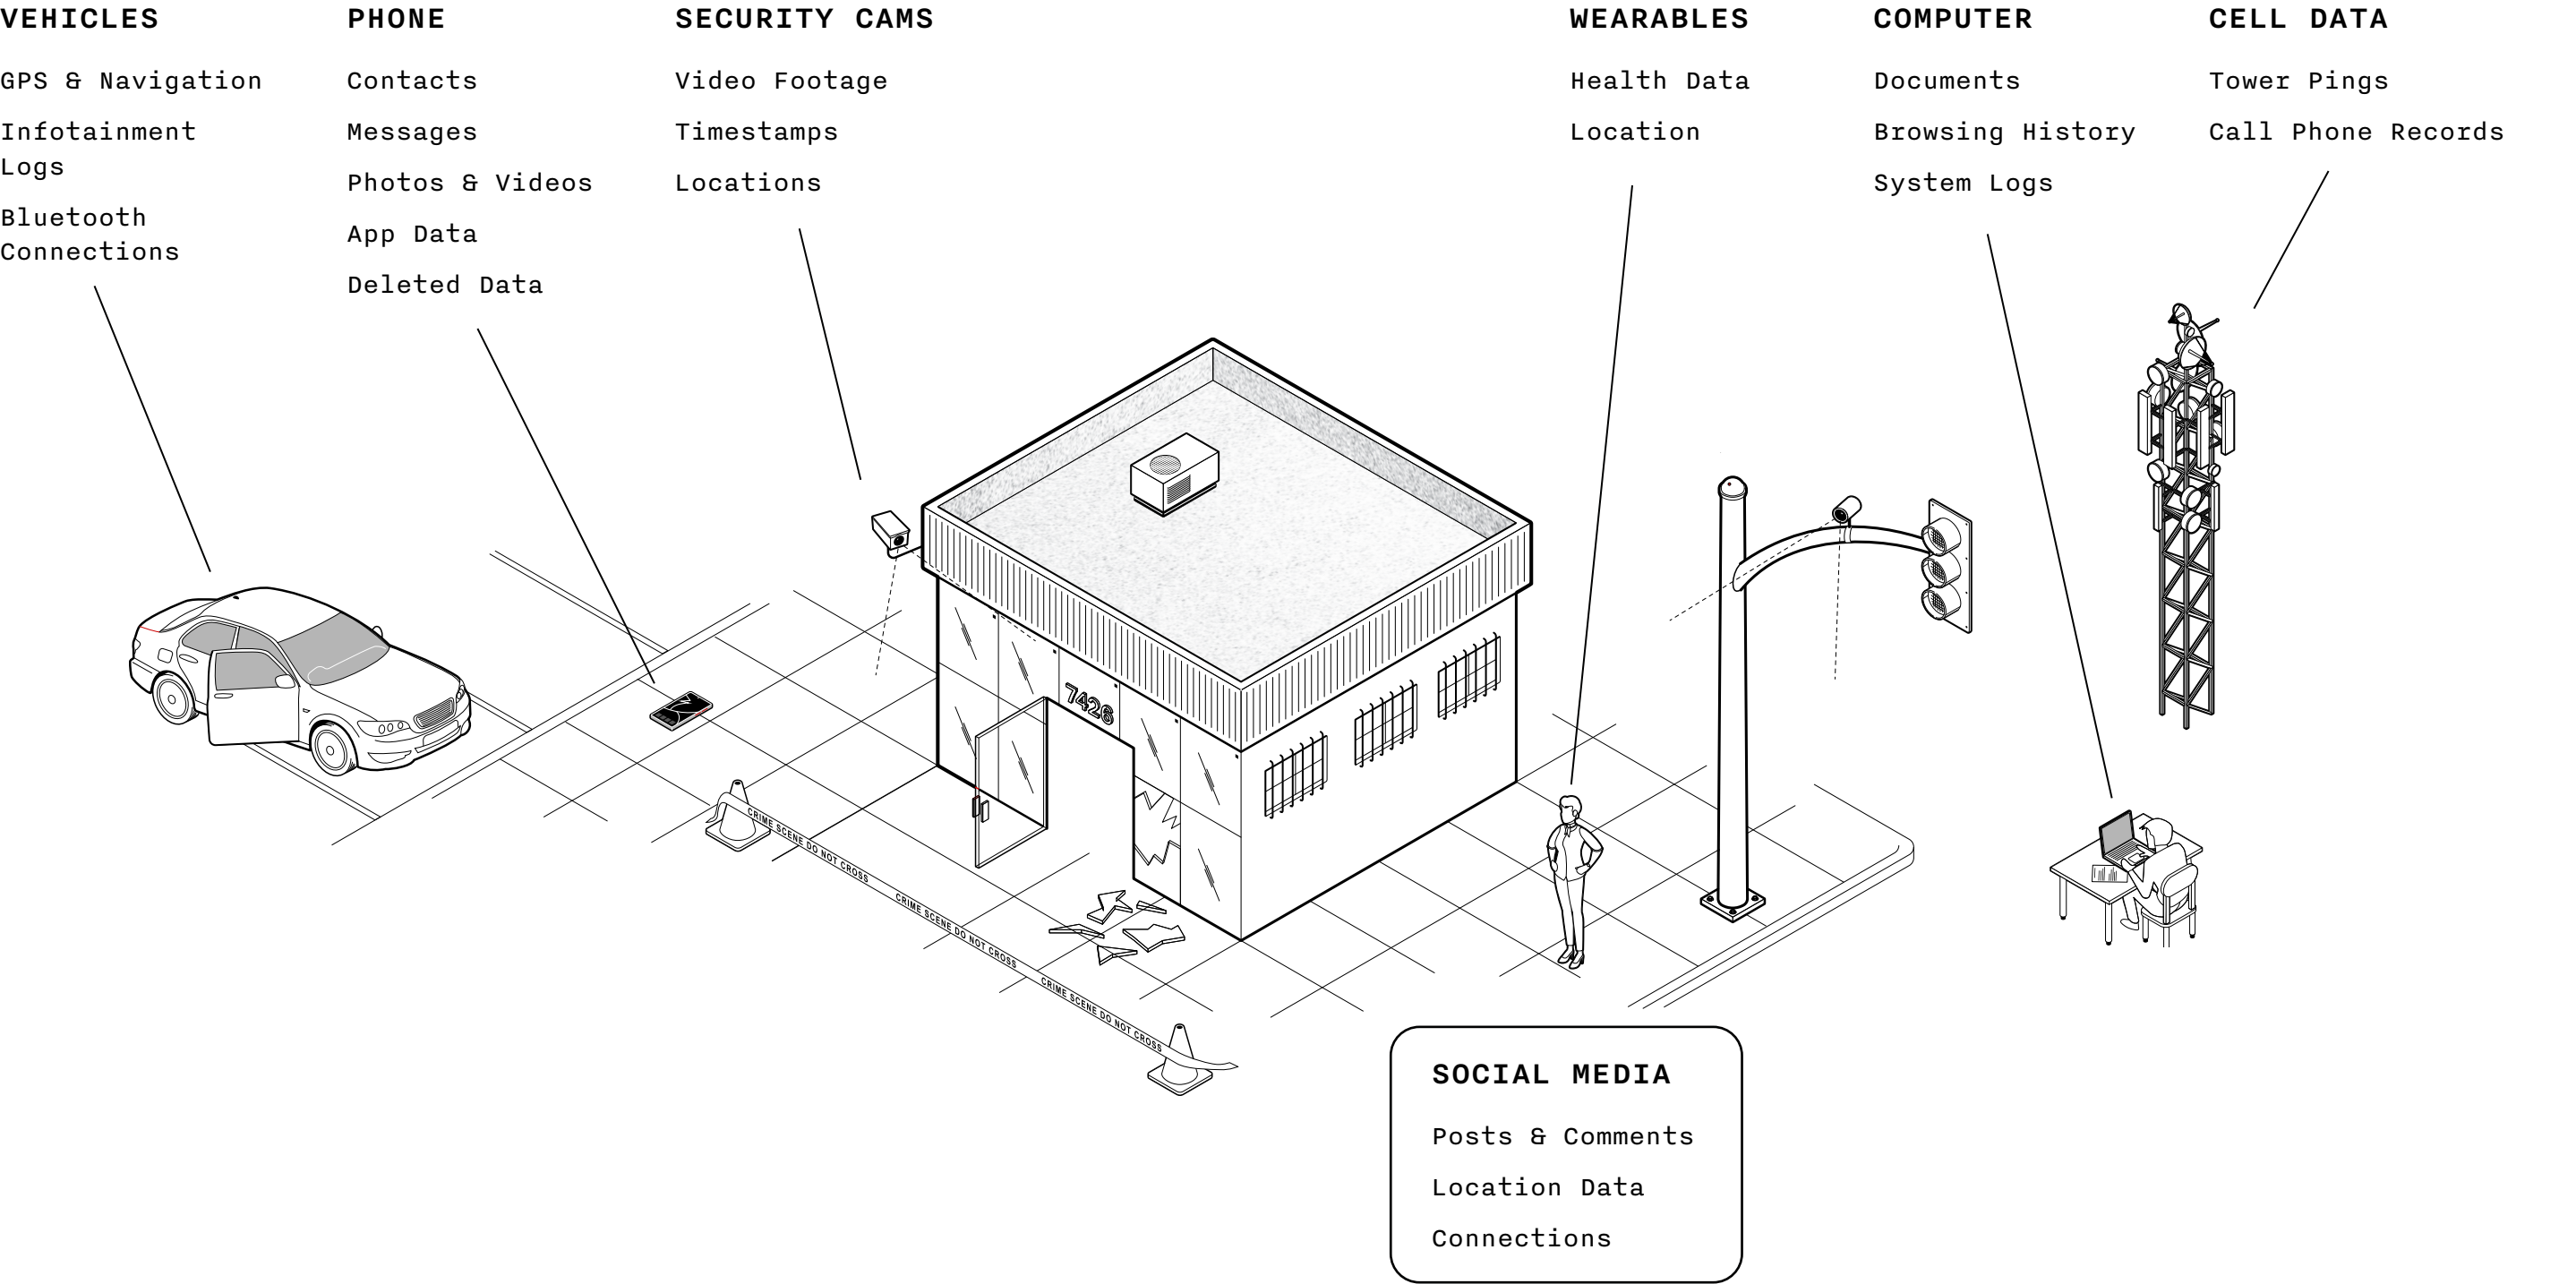 VEHICLES
GPS & Navigation
Infotainment
Logs
Bluetooth
Connections
PHONE
Contacts
Messages
Photos & Videos
App Data
Deleted Data
SECURITY CAMS
Video Footage
Timestamps
Locations
WEARABLES
Health Data
Location
COMPUTER
Documents
Browsing History
System Logs
CELL DATA
Tower Pings
Call Phone Records
7426
CRIME SCENE DO NOT CROSS
CRIME SCENE DO NOT CROSS
CRIME SCENE DO NOT CROSS
SOCIAL MEDIA
Posts & Comments
Location Data
Connections